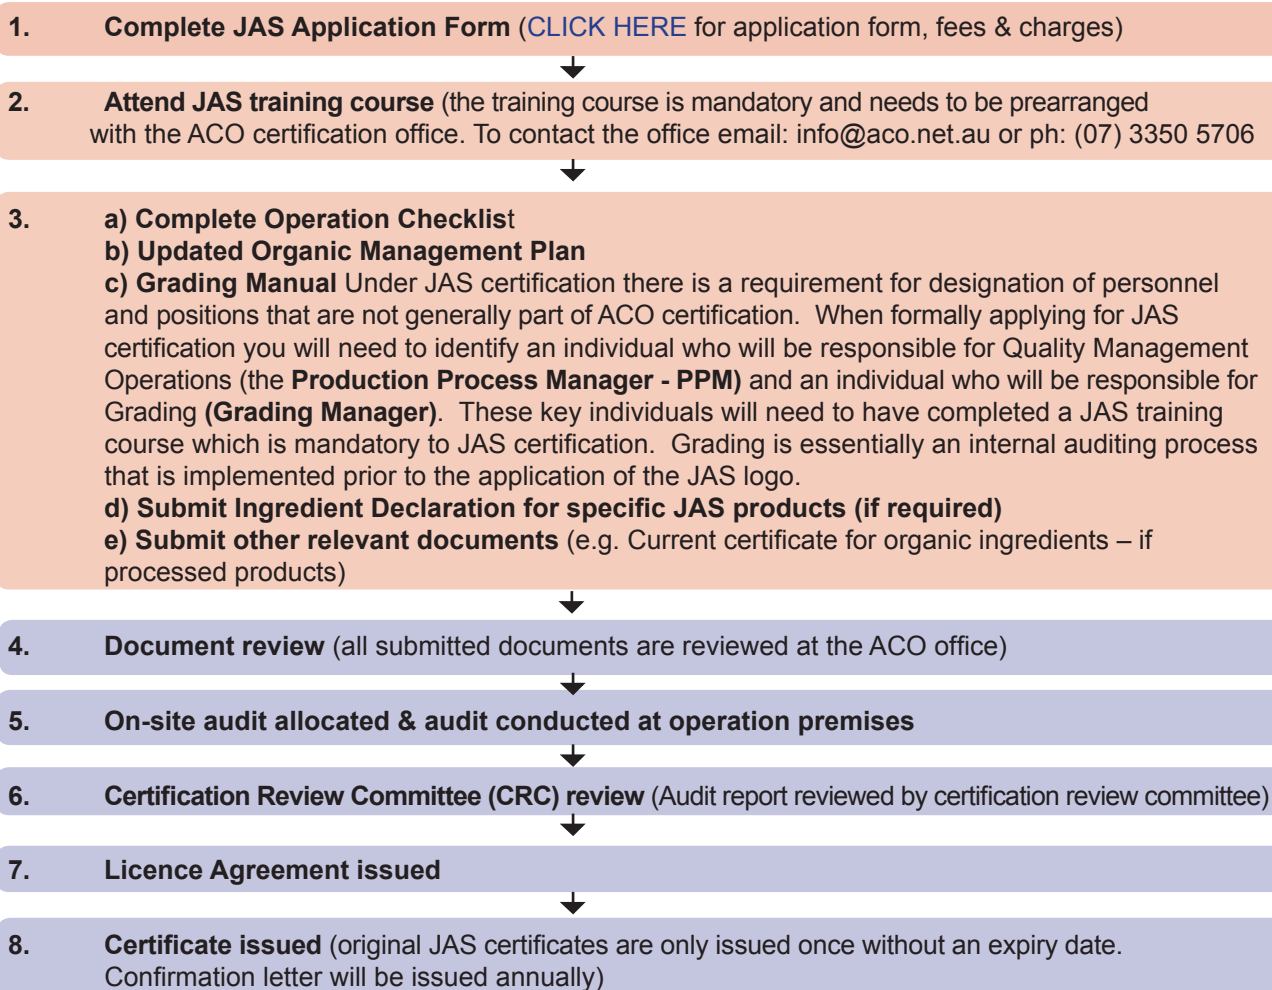 1. Complete JAS Application Form (CLICK HERE for application form, fees & charges)
2. Attend JAS training course (the training course is mandatory and needs to be prearranged
with the ACO certification office. To contact the office email: info@aco.net.au or ph: (07) 3350 5706
3. a) Complete Operation Checklist
b) Updated Organic Management Plan
c) Grading Manual Under JAS certification there is a requirement for designation of personnel
and positions that are not generally part of ACO certification. When formally applying for JAS
certification you will need to identify an individual who will be responsible for Quality Management
Operations (the Production Process Manager - PPM) and an individual who will be responsible for
Grading (Grading Manager). These key individuals will need to have completed a JAS training
course which is mandatory to JAS certification. Grading is essentially an internal auditing process
that is implemented prior to the application of the JAS logo.
d) Submit Ingredient Declaration for specific JAS products (if required)
e) Submit other relevant documents (e.g. Current certificate for organic ingredients – if
processed products)
4. Document review (all submitted documents are reviewed at the ACO office)
5. On-site audit allocated & audit conducted at operation premises
6. Certification Review Committee (CRC) review (Audit report reviewed by certification review committee)
7. Licence Agreement issued
8. Certificate issued (original JAS certificates are only issued once without an expiry date.
Confirmation letter will be issued annually)